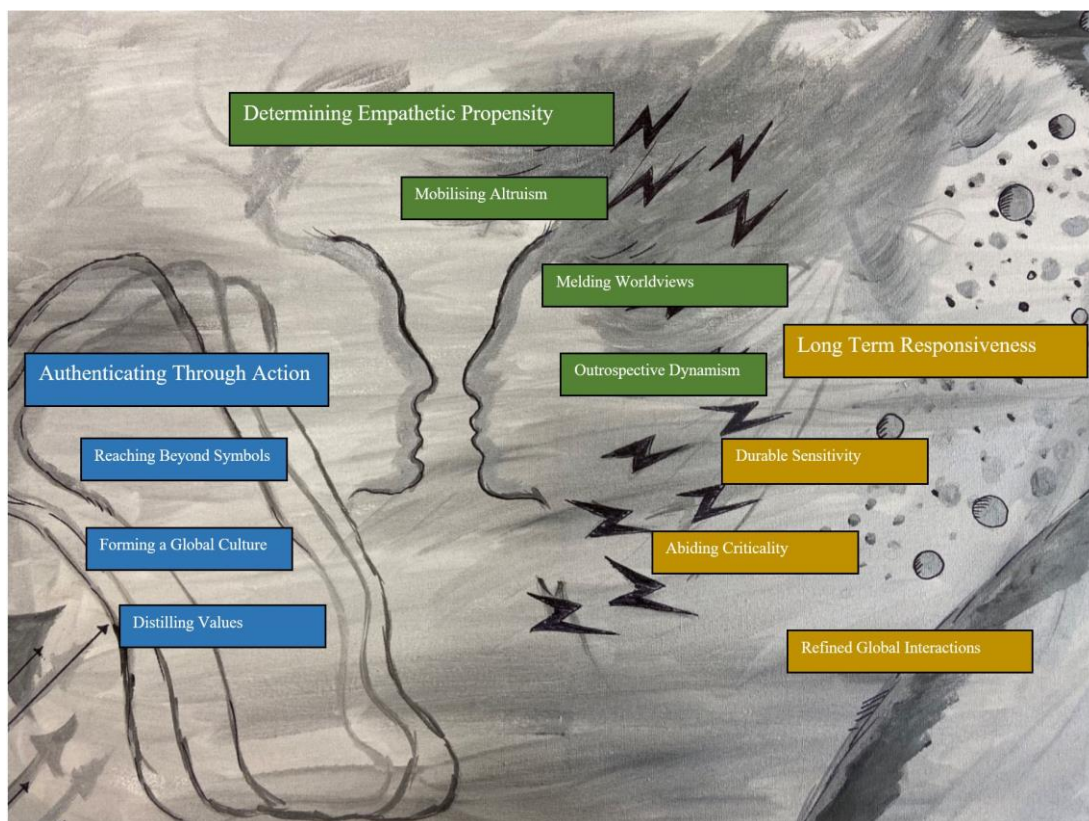 Determining Empathetic Propensity
Mobilising Altruism
Melding Worldviews
Outrospective Dynamism
Authenticating Through Action
Reaching Beyond Symbols
Forming a Global Culture
Distilling Values
Long Term Responsiveness
Durable Sensitivity
Abiding Criticality
Refined Global Interactions